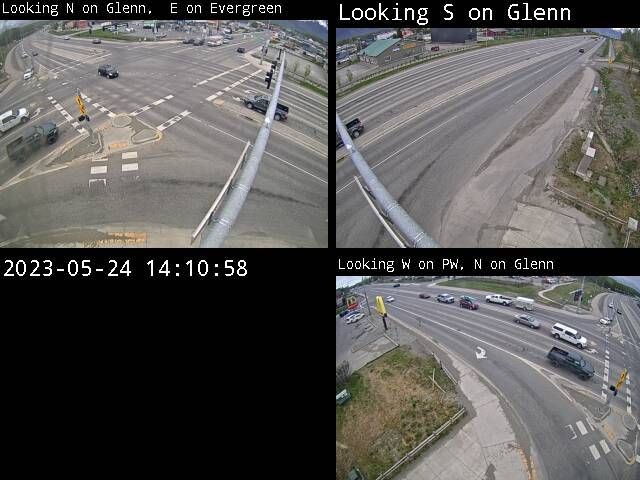 Looking N on Glenn,  E on Evergreen
Looking S on Glenn
2023-05-24 14:10:58
Looking W on PW, N on Glenn